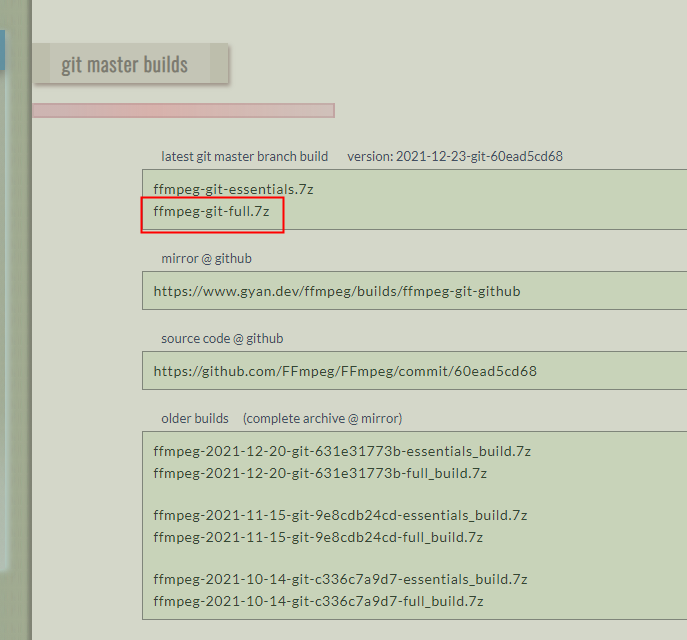 git master builds
latest git master branch build version: 2021-12-23-git-60ead5cd68
ffmpeg-git-essentials.7z
ffmpeg-git-full.7z
mirror @ github
https://www.gyan.dev/ffmpeg/builds/ffmpeg-git-github
source code @ github
https://github.com/FFmpeg/FFmpeg/commit/60ead5cd68
older builds (complete archive @ mirror)
ffmpeg-2021-12-20-git-631e31773b-essentials_build.7z
ffmpeg-2021-12-20-git-631e31773b-full_build.7z
ffmpeg-2021-11-15-git-9e8cdb24cd-essentials_build.7z
ffmpeg-2021-11-15-git-9e8cdb24cd-full_build.7z
ffmpeg-2021-10-14-git-c336c7a9d7-essentials_build.7z
ffmpeg-2021-10-14-git-c336c7a9d7-full_build.7z